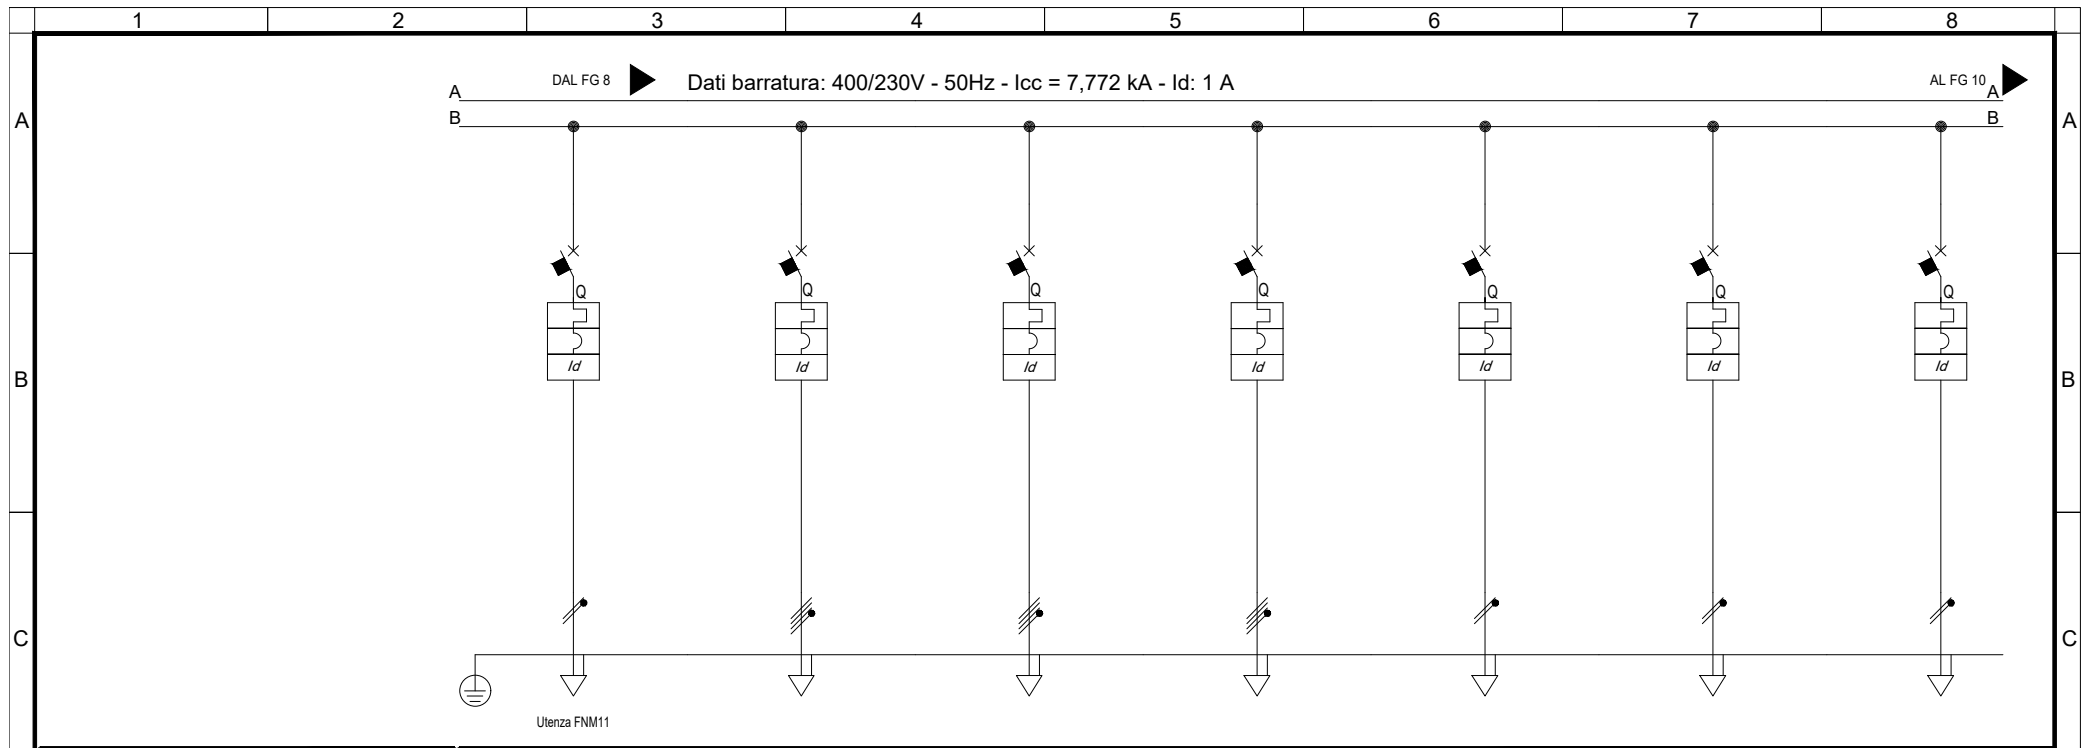 1 2 3 4 5 6 7 8
DAL FG 8 Dati barratura: 400/230V - 50Hz - Icc = 7,772 kA - Id: 1 A AL FG 10
A A
B B
A A
Q Q Q Q Q Q Q
Id Id Id Id Id Id Id
B B
C C
Utenza FNM11